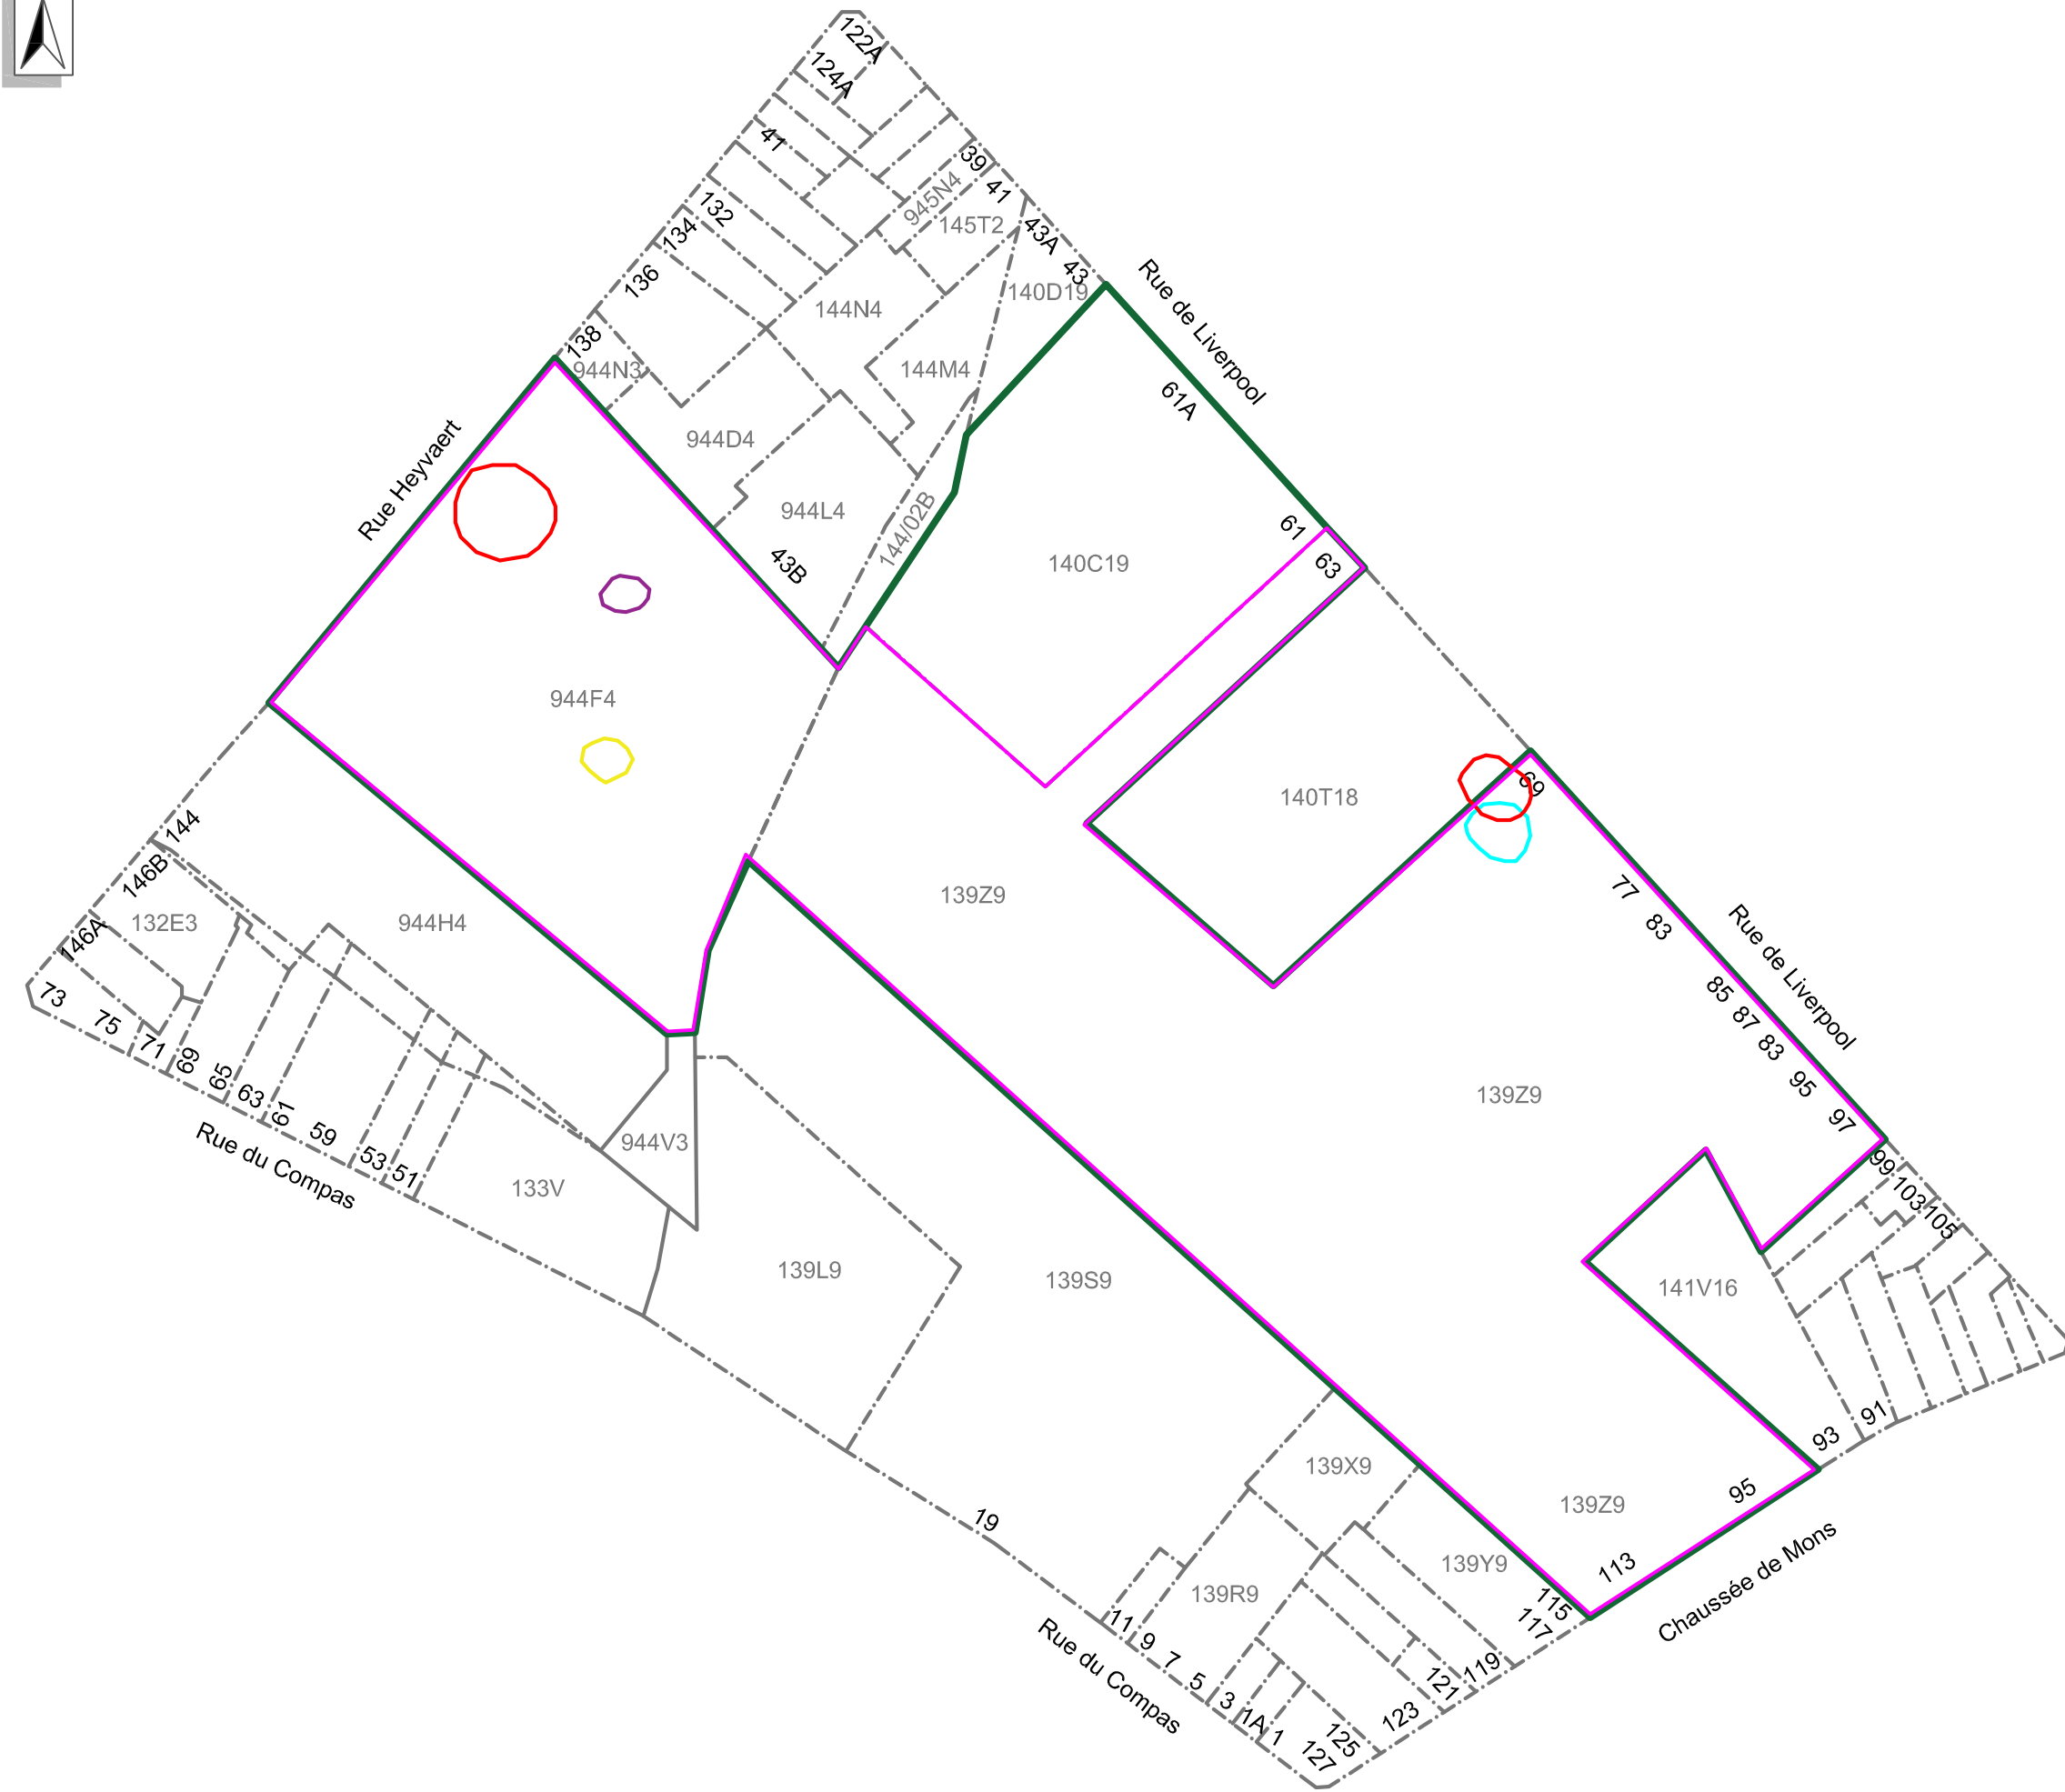 122A
124A
41
39
945N4
41
132
145T2
43A
134
43
136
140D19
Rue de Liverpool
144N4
138
944N3
144M4
61A
944D4
Rue Heyvaert
944L4
144/02B
61
43B
140C19
63
944F4
69
140T18
144
146B
139Z9
77
132E3
944H4
83
146A
Rue de Liverpool
73
85
75
87
71
69
83
65
95
63
139Z9
61
97
59
Rue du Compas
944V3
53
51
99
133V
103
105
139L9
139S9
141V16
91
93
139X9
95
139Z9
19
113
Chaussée de Mons
139Y9
139R9
115
117
11
9
7
Rue du Compas
119
5
121
3
1A
123
1
125
127